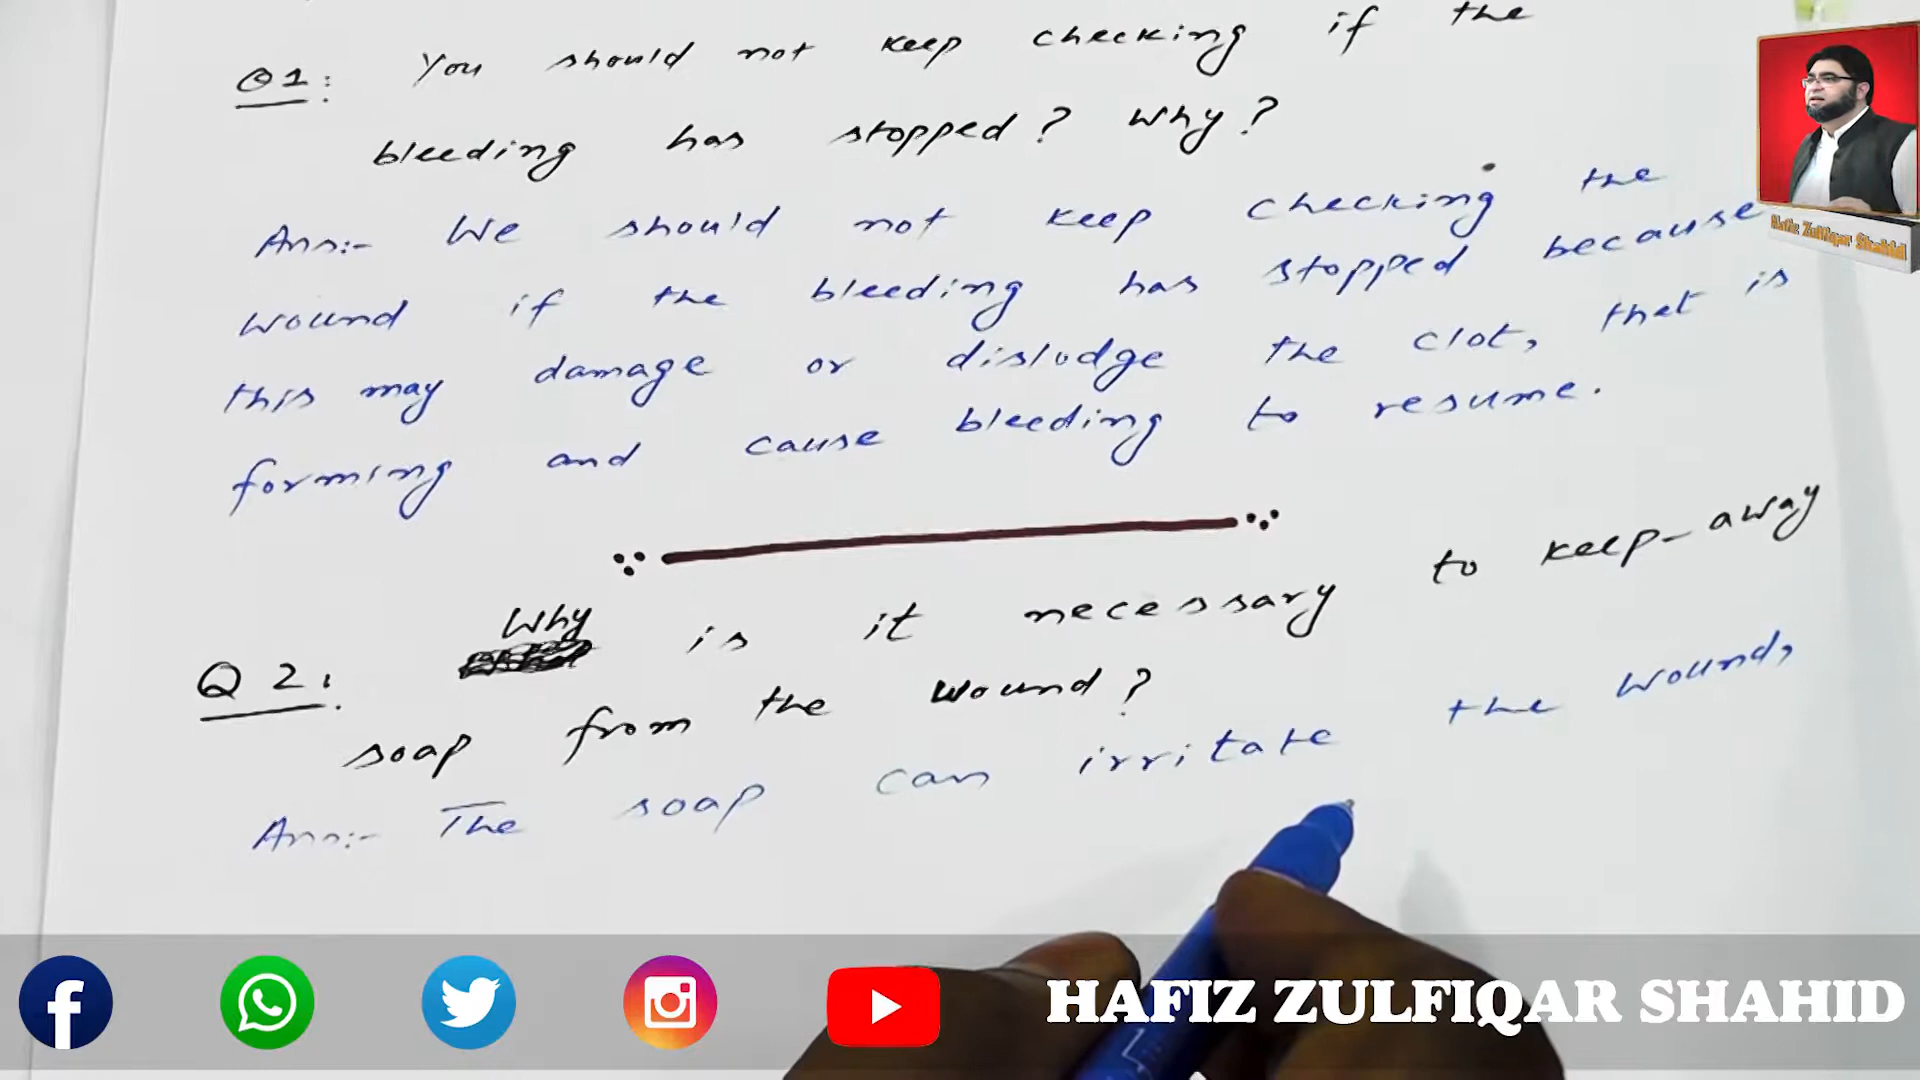 Q1: You should not keep checking if the
bleeding has stopped? Why?
Ans:- We should not keep checking the
wound if the bleeding has stopped because
this may damage or dislodge the clot, that is
forming and cause bleeding to resume.
Q2: Why is it necessary to keep-away
soap from the wound?
Ans:- The soap can irritate the wound,
Hafiz Zulfiqar Shahid
HAFIZ ZULFIQAR SHAHID